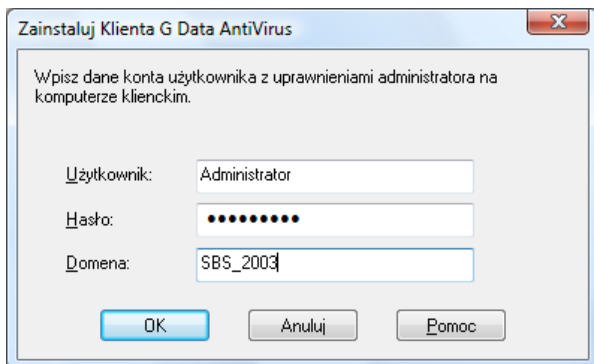 Zainstaluj Klienta G Data AntiVirus
Wpisz dane konta użytkownika z uprawnieniami administratora na
komputerze klienckim.
Użytkownik: Administrator
Hasło: •••••••••
Domena: SBS_2003
OK Anuluj Pomoc